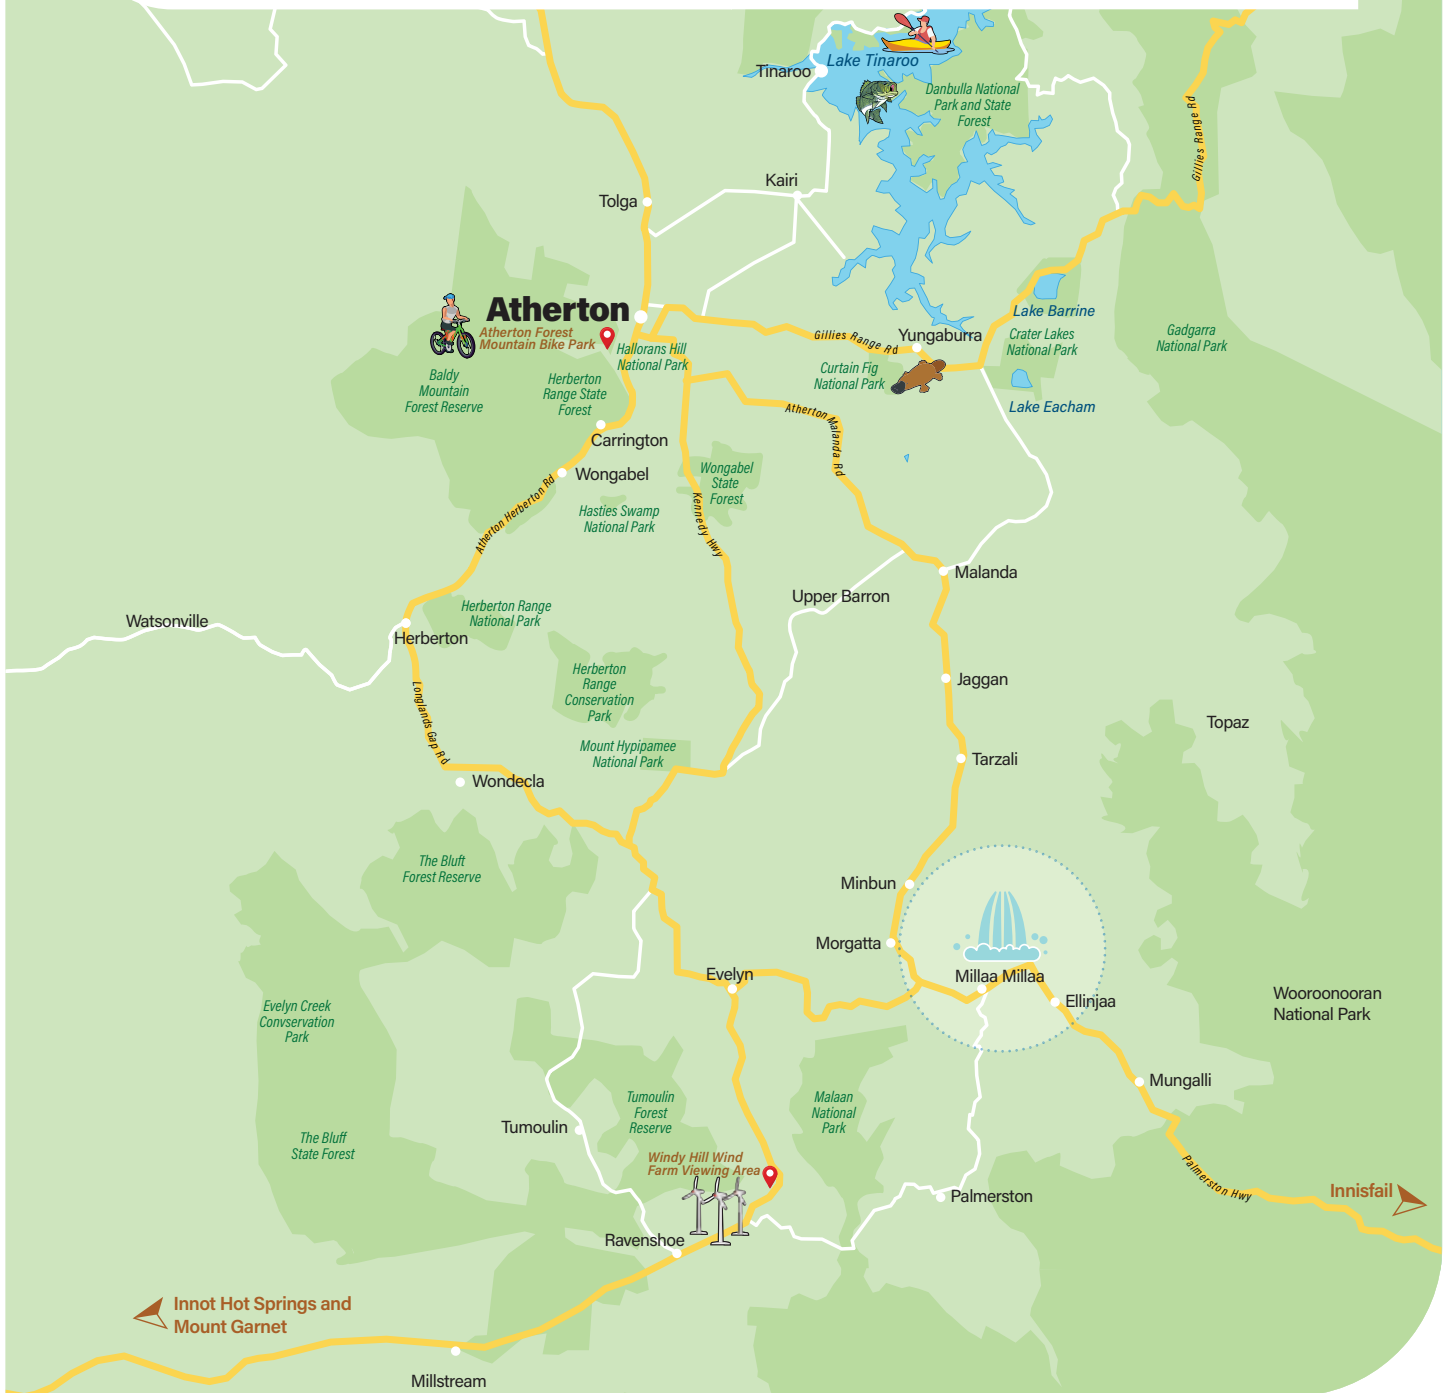 Lake Tinaroo
Tinaroo
Danbulla National
Park and State
Forest
Gillies Range Rd
Kairi
Tolga
Atherton
Atherton Forest
Mountain Bike Park
Hallorans Hill
National Park
Baldy
Mountain
Forest Reserve
Herberton
Range State
Forest
Gillies Range Rd
Yungaburra
Curtain Fig
National Park
Lake Barrine
Crater Lakes
National Park
Gadgarra
National Park
Lake Eacham
Atherton Malanda Rd
Carrington
Wongabel
Wongabel
State
Forest
Hasties Swamp
National Park
Atherton Herberton Rd
Kennedy Hwy
Malanda
Upper Barron
Herberton Range
National Park
Watsonville
Herberton
Herberton
Range
Conservation
Park
Jaggan
Longlands Gap Rd
Topaz
Mount Hypipamee
National Park
Tarzali
Wondecla
The Bluft
Forest Reserve
Minbun
Morgatta
Evelyn
Millaa Millaa
Ellinjaa
Wooroonooran
National Park
Evelyn Creek
Convservation
Park
Mungalli
Tumoulin
Forest
Reserve
Malaan
National
Park
Tumoulin
The Bluff
State Forest
Windy Hill Wind
Farm Viewing Area
Palmerston Hwy
Palmerston
Innisfail
Ravenshoe
Innot Hot Springs and
Mount Garnet
Millstream